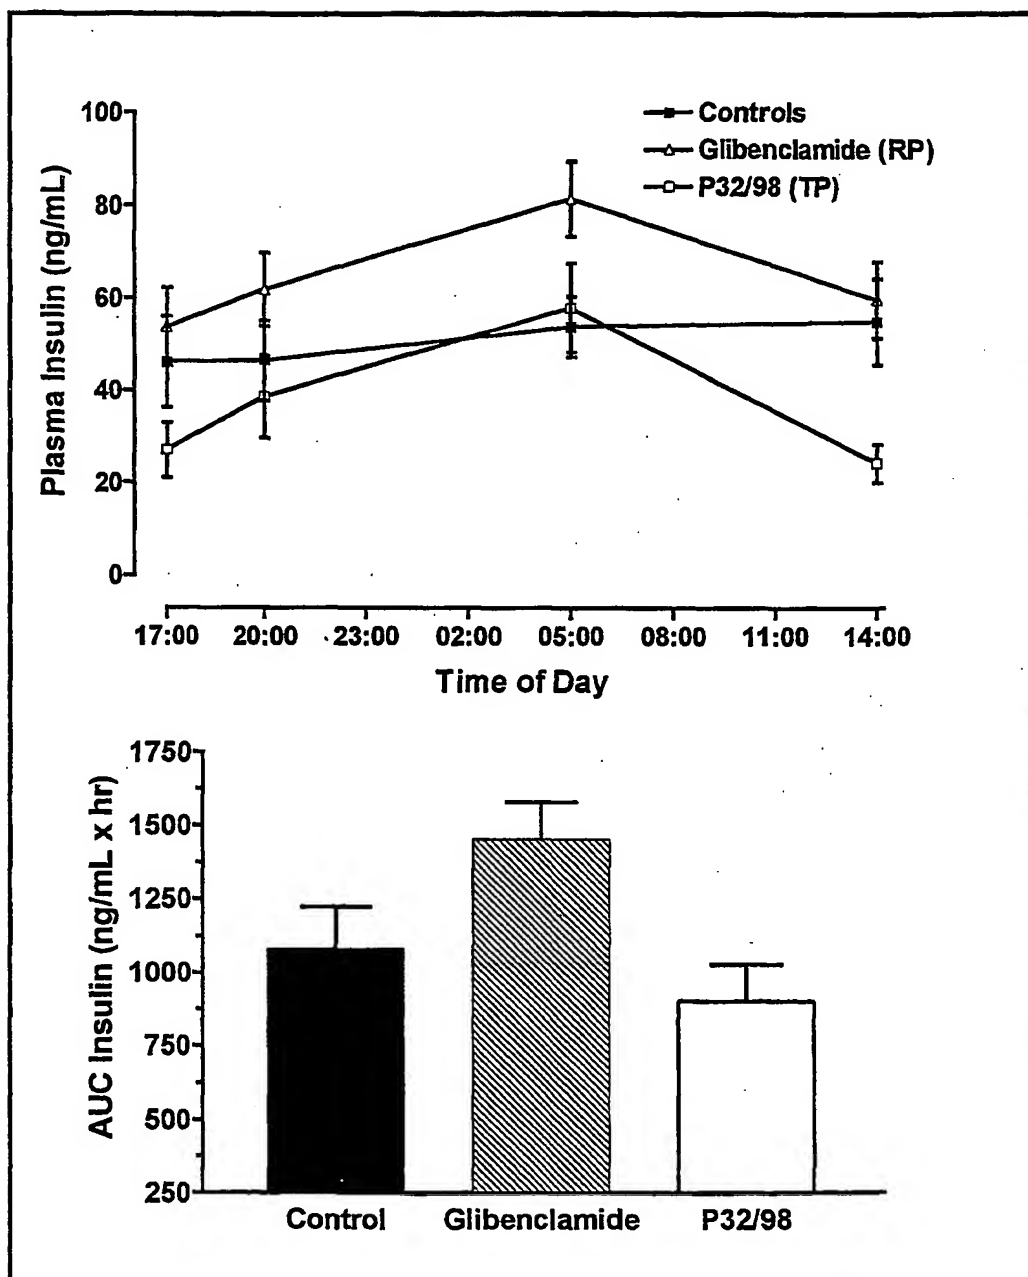 100
80
60
40
20
0
Plasma Insulin (ng/mL)
Controls
Glibenclamide (RP)
P32/98 (TP)
17:00 20:00 23:00 02:00 05:00 08:00 11:00 14:00
Time of Day
1750
1500
1250
1000
750
500
250
AUC Insulin (ng/mL x hr)
Control Glibenclamide P32/98